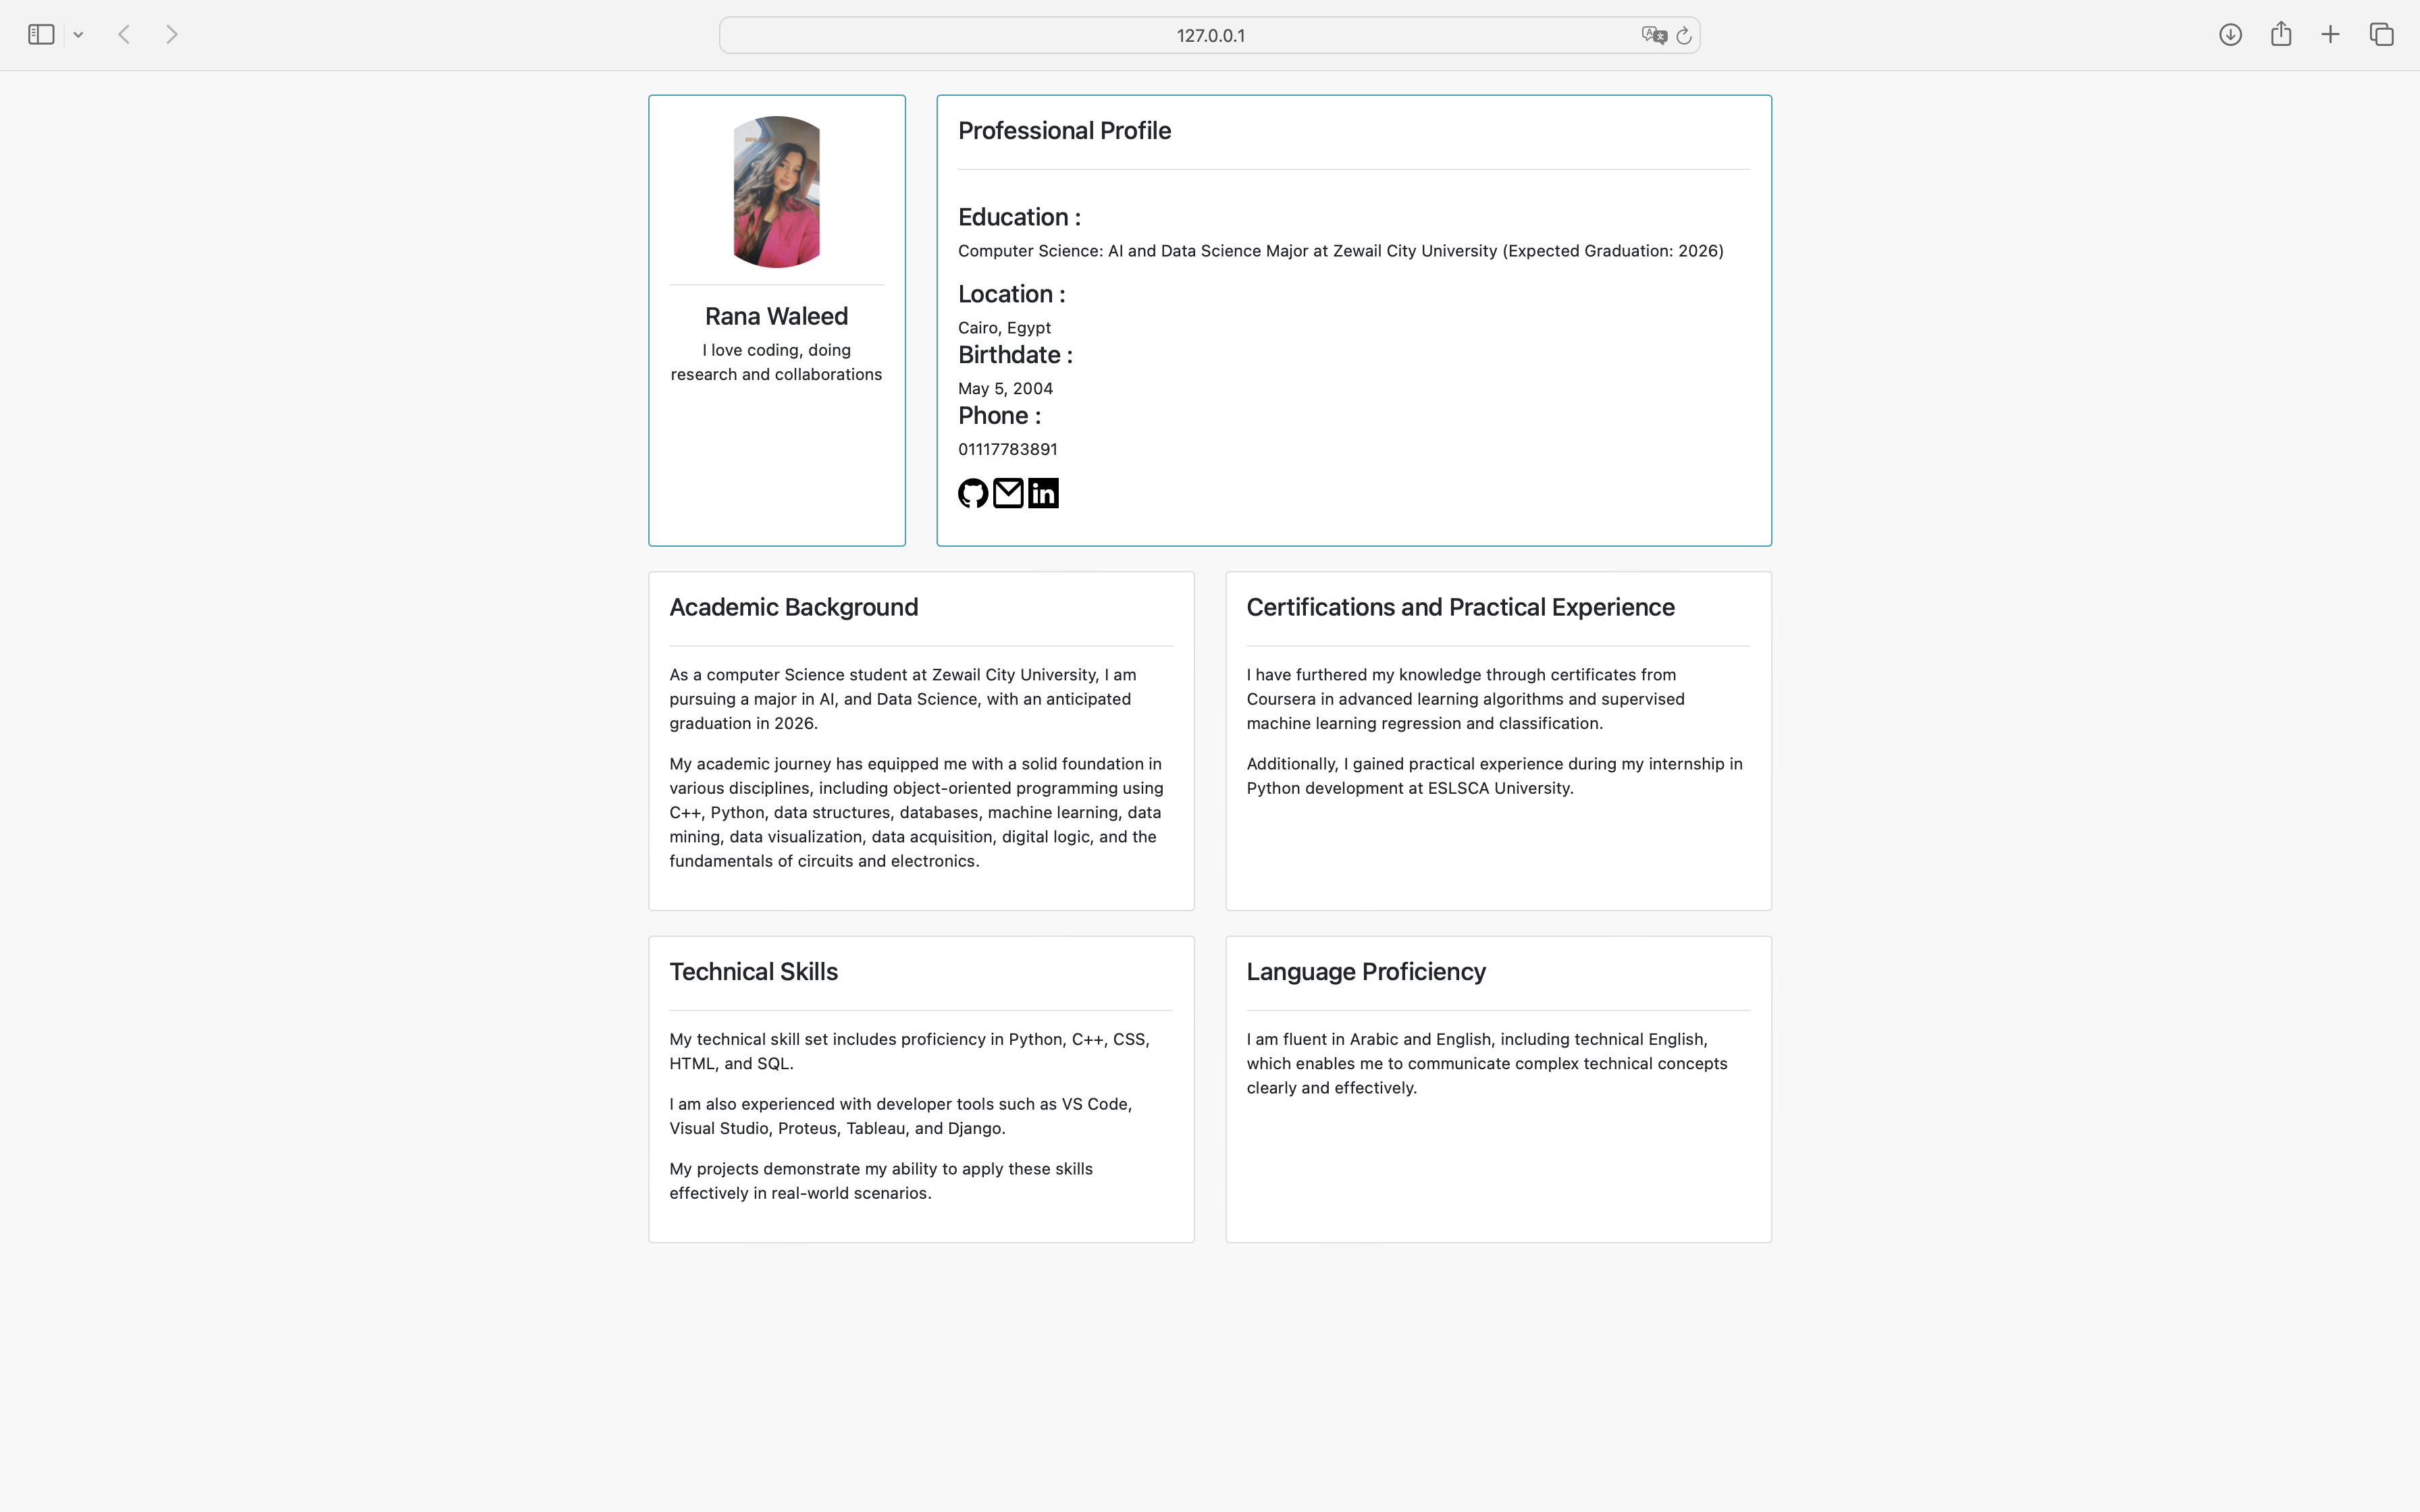 127.0.0.1
Rana Waleed
I love coding, doing
research and collaborations
Professional Profile
Education :
Computer Science: AI and Data Science Major at Zewail City University (Expected Graduation: 2026)
Location :
Cairo, Egypt
Birthdate :
May 5, 2004
Phone :
01117783891
in
Academic Background
As a computer Science student at Zewail City University, I am
pursuing a major in AI, and Data Science, with an anticipated
graduation in 2026.
My academic journey has equipped me with a solid foundation in
various disciplines, including object-oriented programming using
C++, Python, data structures, databases, machine learning, data
mining, data visualization, data acquisition, digital logic, and the
fundamentals of circuits and electronics.
Certifications and Practical Experience
I have furthered my knowledge through certificates from
Coursera in advanced learning algorithms and supervised
machine learning regression and classification.
Additionally, I gained practical experience during my internship in
Python development at ESLSCA University.
Technical Skills
My technical skill set includes proficiency in Python, C++, CSS,
HTML, and SQL.
I am also experienced with developer tools such as VS Code,
Visual Studio, Proteus, Tableau, and Django.
My projects demonstrate my ability to apply these skills
effectively in real-world scenarios.
Language Proficiency
I am fluent in Arabic and English, including technical English,
which enables me to communicate complex technical concepts
clearly and effectively.